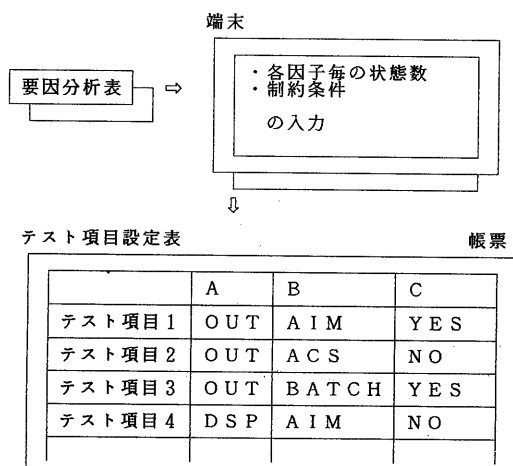 端末
要因分析表 ⇨
・各因子毎の状態数
・制約条件
の入力
⇩
テスト項目設定表 帳票
A B C
テスト項目1 OUT AIM YES
テスト項目2 OUT ACS NO
テスト項目3 OUT BATCH YES
テスト項目4 DSP AIM NO